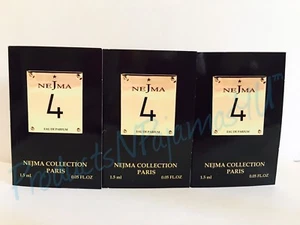 NEJMA
4
EAU DE PARFUM
NEJMA COLLECTION
PARIS
1.5 ml 0.05 FL.OZ
NEJMA
4
EAU DE PARFUM
NEJMA COLLECTION
PARIS
1.5 ml 0.05 FL.OZ
NEJMA
4
EAU DE PARFUM
NEJMA COLLECTION
PARIS
1.5 ml 0.05 FL.OZ